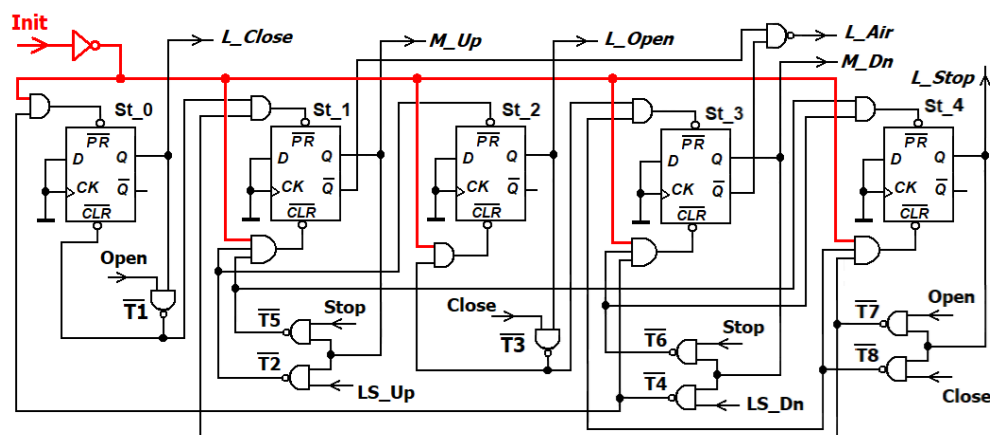 Init
L_Close
M_Up
L_Open
L_Air
M_Dn
L_Stop
St_0
St_1
St_2
St_3
St_4
PR
D
Q
CK
Q
CLR
PR
D
Q
CK
Q
CLR
PR
D
Q
CK
Q
CLR
PR
D
Q
CK
Q
CLR
PR
D
Q
CK
Q
CLR
Open
T1
Stop
T5
T2
LS_Up
Close
T3
Stop
T6
T4
LS_Dn
Open
T7
T8
Close